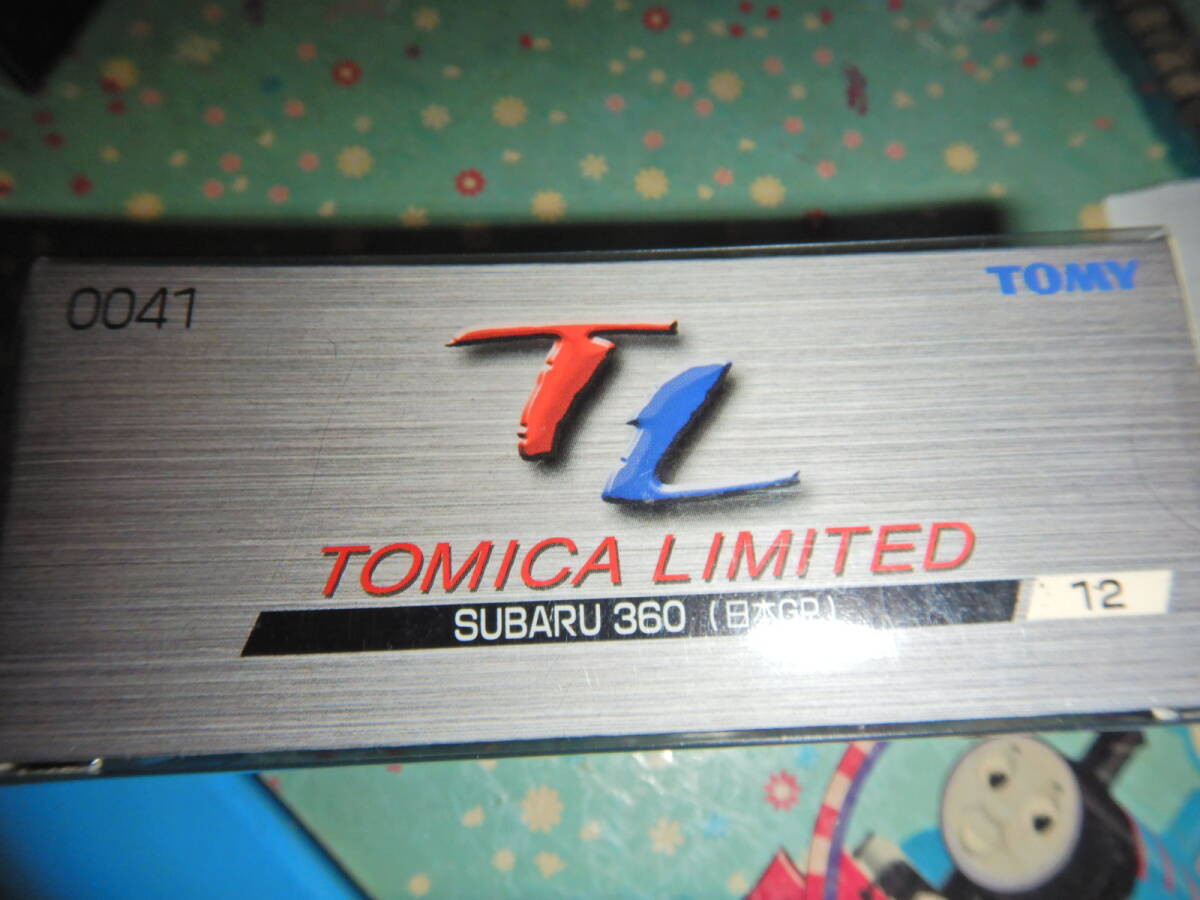 0041
TOMY
TL
TOMICA LIMITED
SUBARU 360 (日本GP)
12